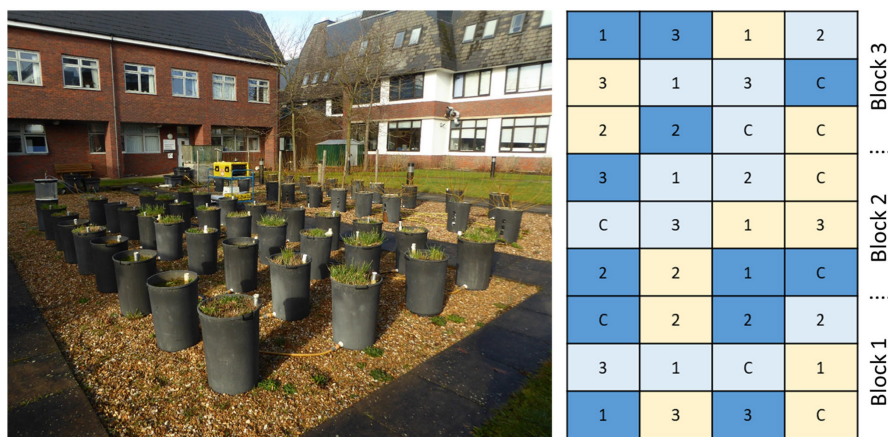 1 3 1 2
3 1 3 C
2 2 C C
3 1 2 C
C 3 1 3
2 2 1 C
C 2 2 2
3 1 C 1
1 3 3 C
Block 3
...
Block 2
...
Block 1